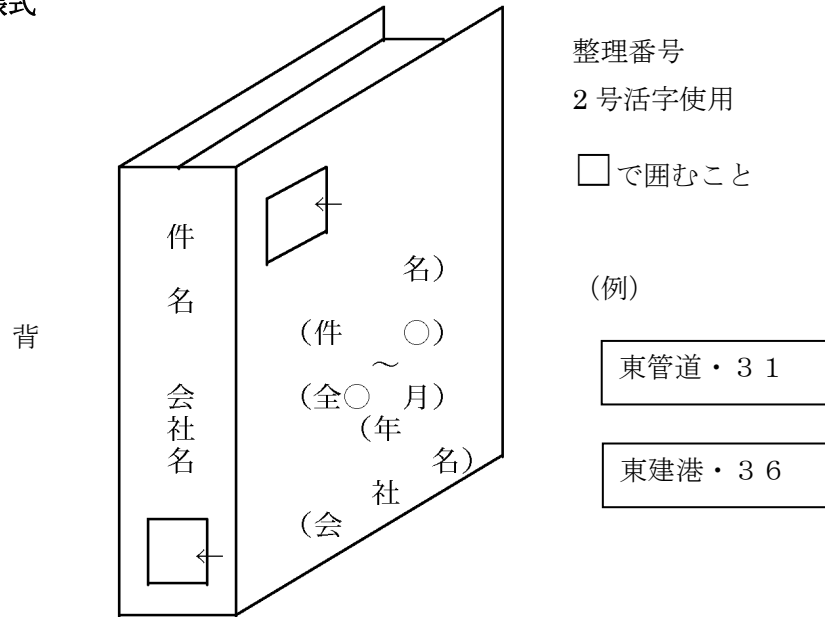 様式
整理番号
2 号活字使用
□で囲むこと
（例）
東管道・３１
東建港・３６
背
件名
会社名
←
（件　名）
（全○～○）
（年　月）
（会社名）
←